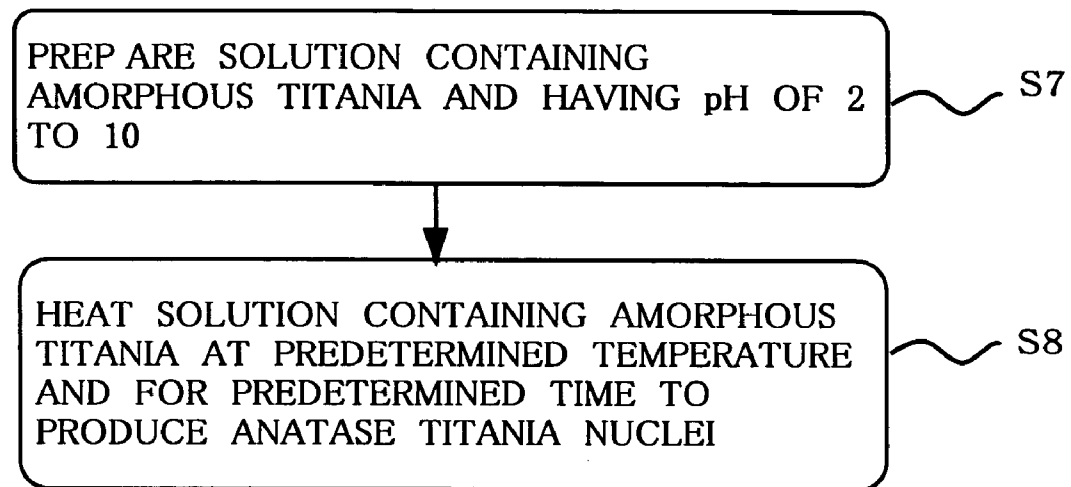 PREP ARE SOLUTION CONTAINING
AMORPHOUS TITANIA AND HAVING pH OF 2
TO 10
S7
HEAT SOLUTION CONTAINING AMORPHOUS
TITANIA AT PREDETERMINED TEMPERATURE
AND FOR PREDETERMINED TIME TO
PRODUCE ANATASE TITANIA NUCLEI
S8